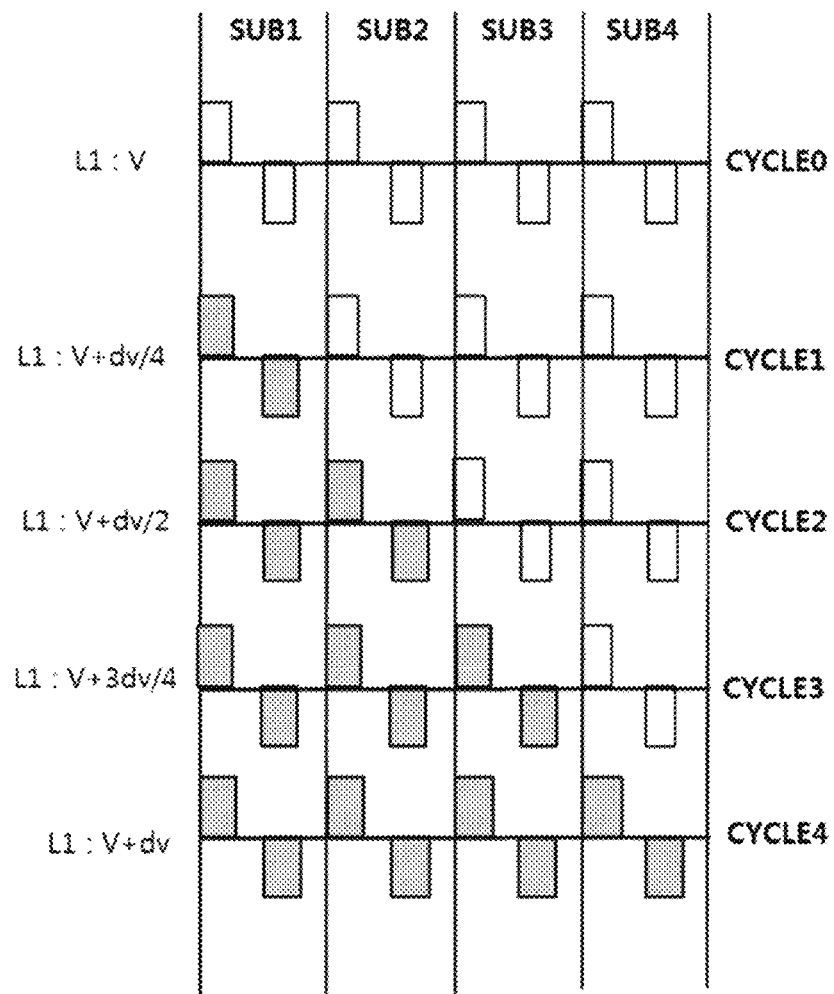 SUB1 SUB2 SUB3 SUB4
L1 : V CYCLE0
L1 : V+dv/4 CYCLE1
L1 : V+dv/2 CYCLE2
L1 : V+3dv/4 CYCLE3
L1 : V+dv CYCLE4